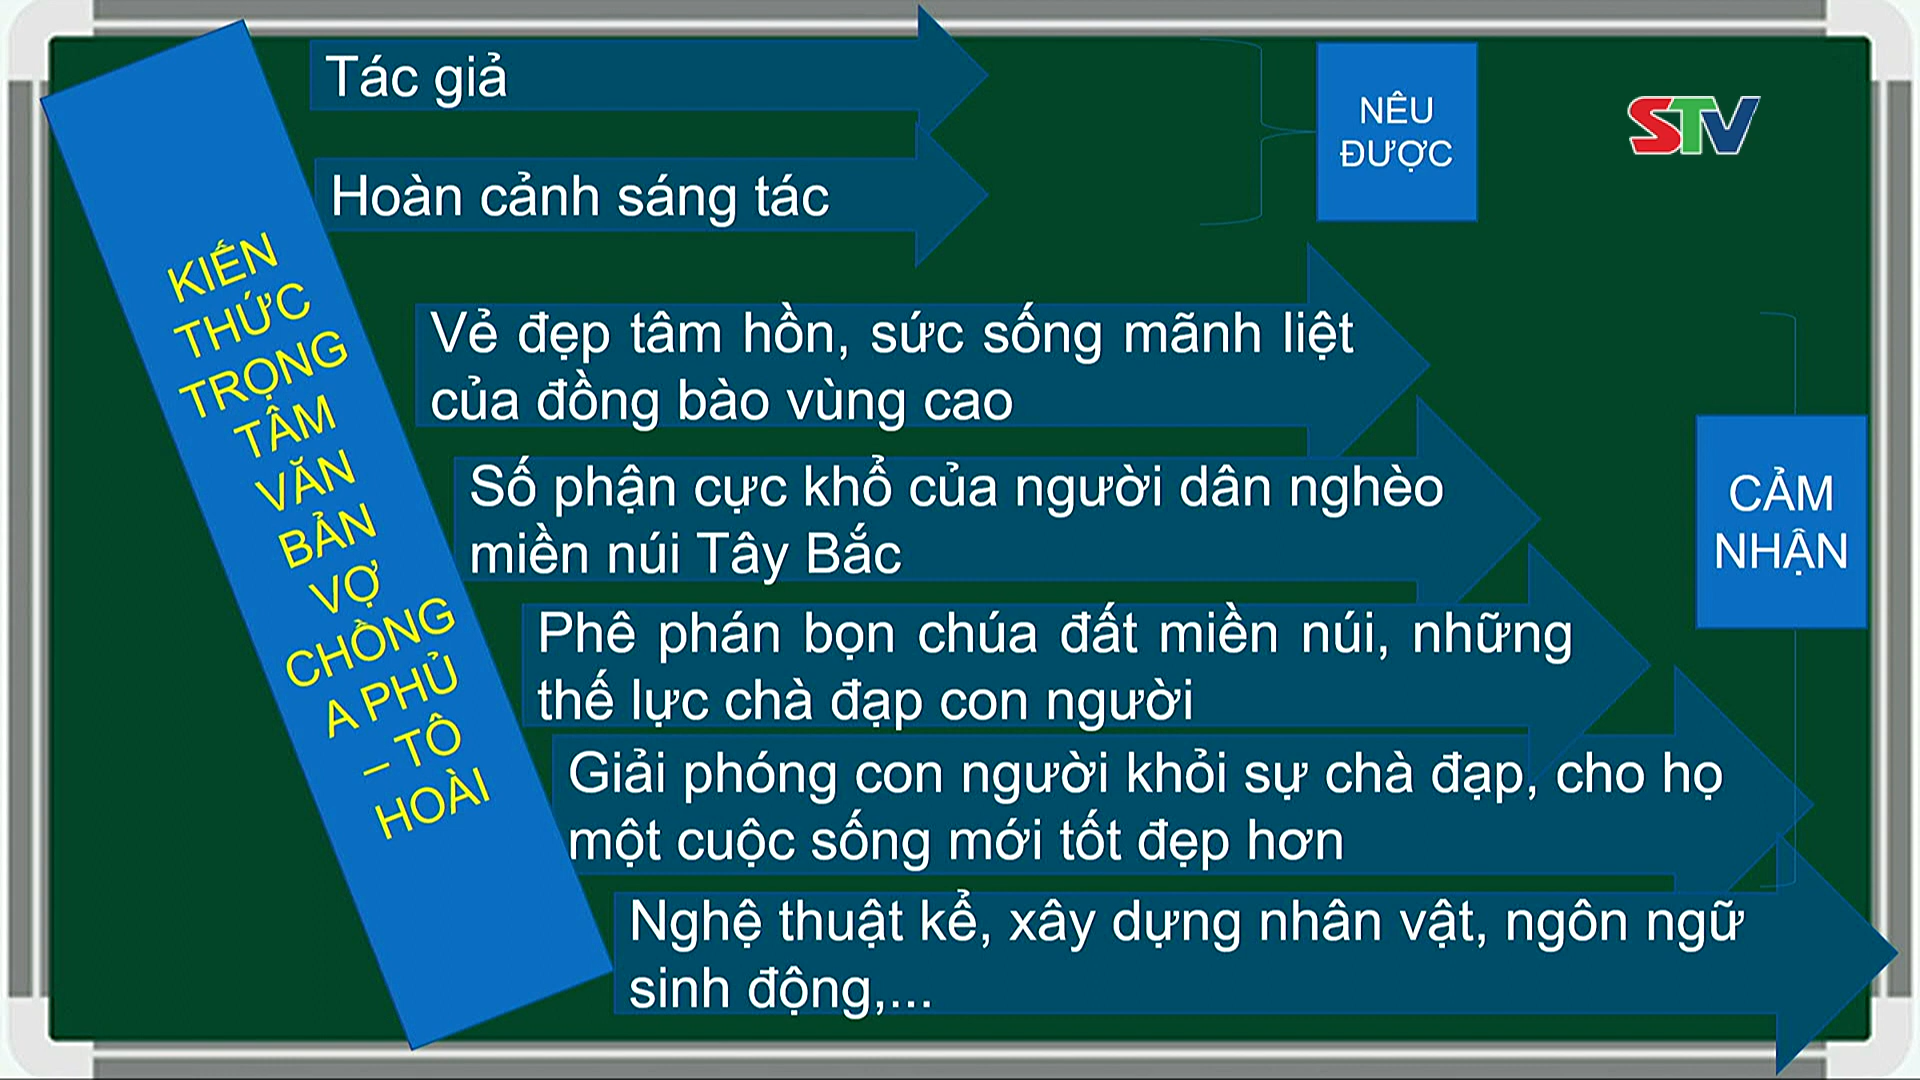 KIẾN
THỨC
TRỌNG
TÂM
VĂN
BẢN
VỢ
CHỒNG
A PHỦ
– TÔ
HOÀI
Tác giả
Hoàn cảnh sáng tác
NÊU
ĐƯỢC
STV
Vẻ đẹp tâm hồn, sức sống mãnh liệt
của đồng bào vùng cao
Số phận cực khổ của người dân nghèo
miền núi Tây Bắc
Phê phán bọn chúa đất miền núi, những
thế lực chà đạp con người
Giải phóng con người khỏi sự chà đạp, cho họ
một cuộc sống mới tốt đẹp hơn
Nghệ thuật kể, xây dựng nhân vật, ngôn ngữ
sinh động,...
CẢM
NHẬN